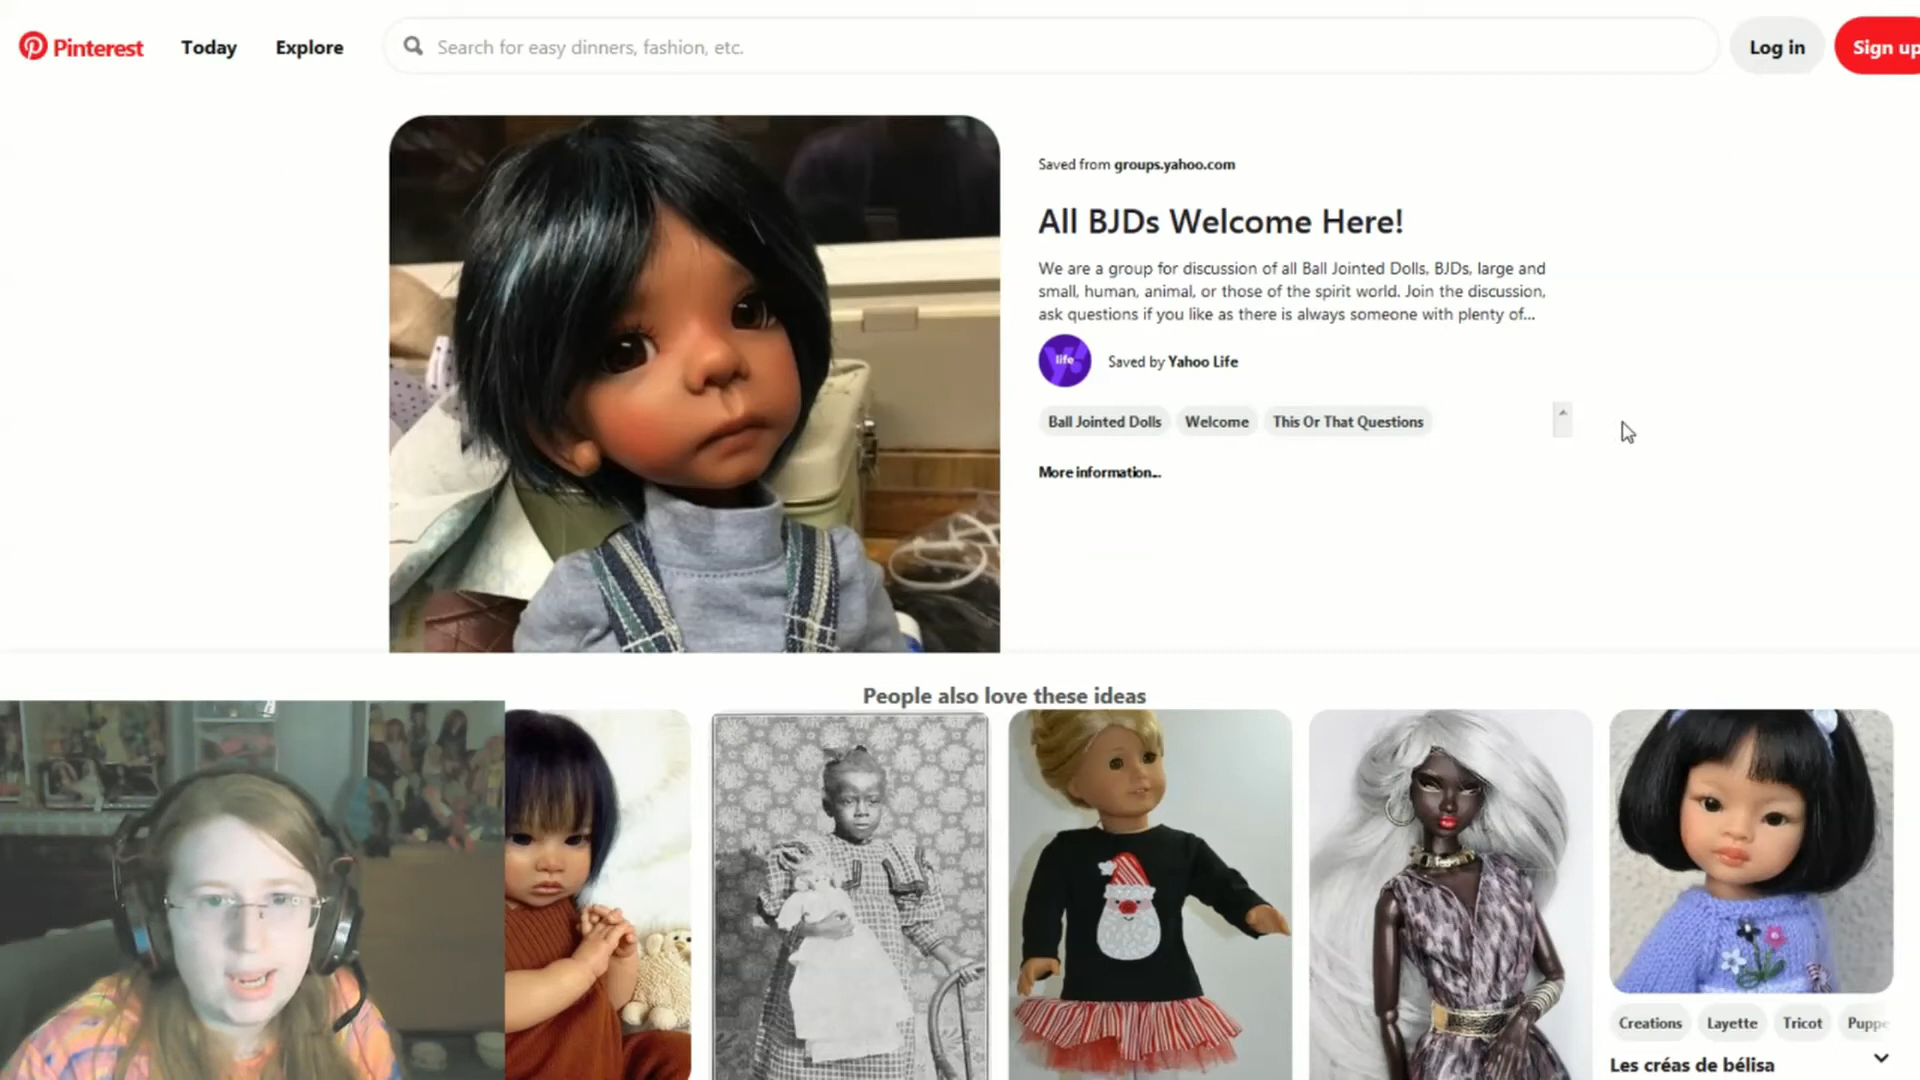 Pinterest
Today
Explore
Search for easy dinners, fashion, etc.
Log in
Sign up
Saved from groups.yahoo.com
All BJDs Welcome Here!
We are a group for discussion of all Ball Jointed Dolls, BJDs, large and
small, human, animal, or those of the spirit world. Join the discussion,
ask questions if you like as there is always someone with plenty of...
life
Saved by Yahoo Life
Ball Jointed Dolls
Welcome
This Or That Questions
More information...
People also love these ideas
Creations
Layette
Tricot
Puppe
Les créas de bélisa